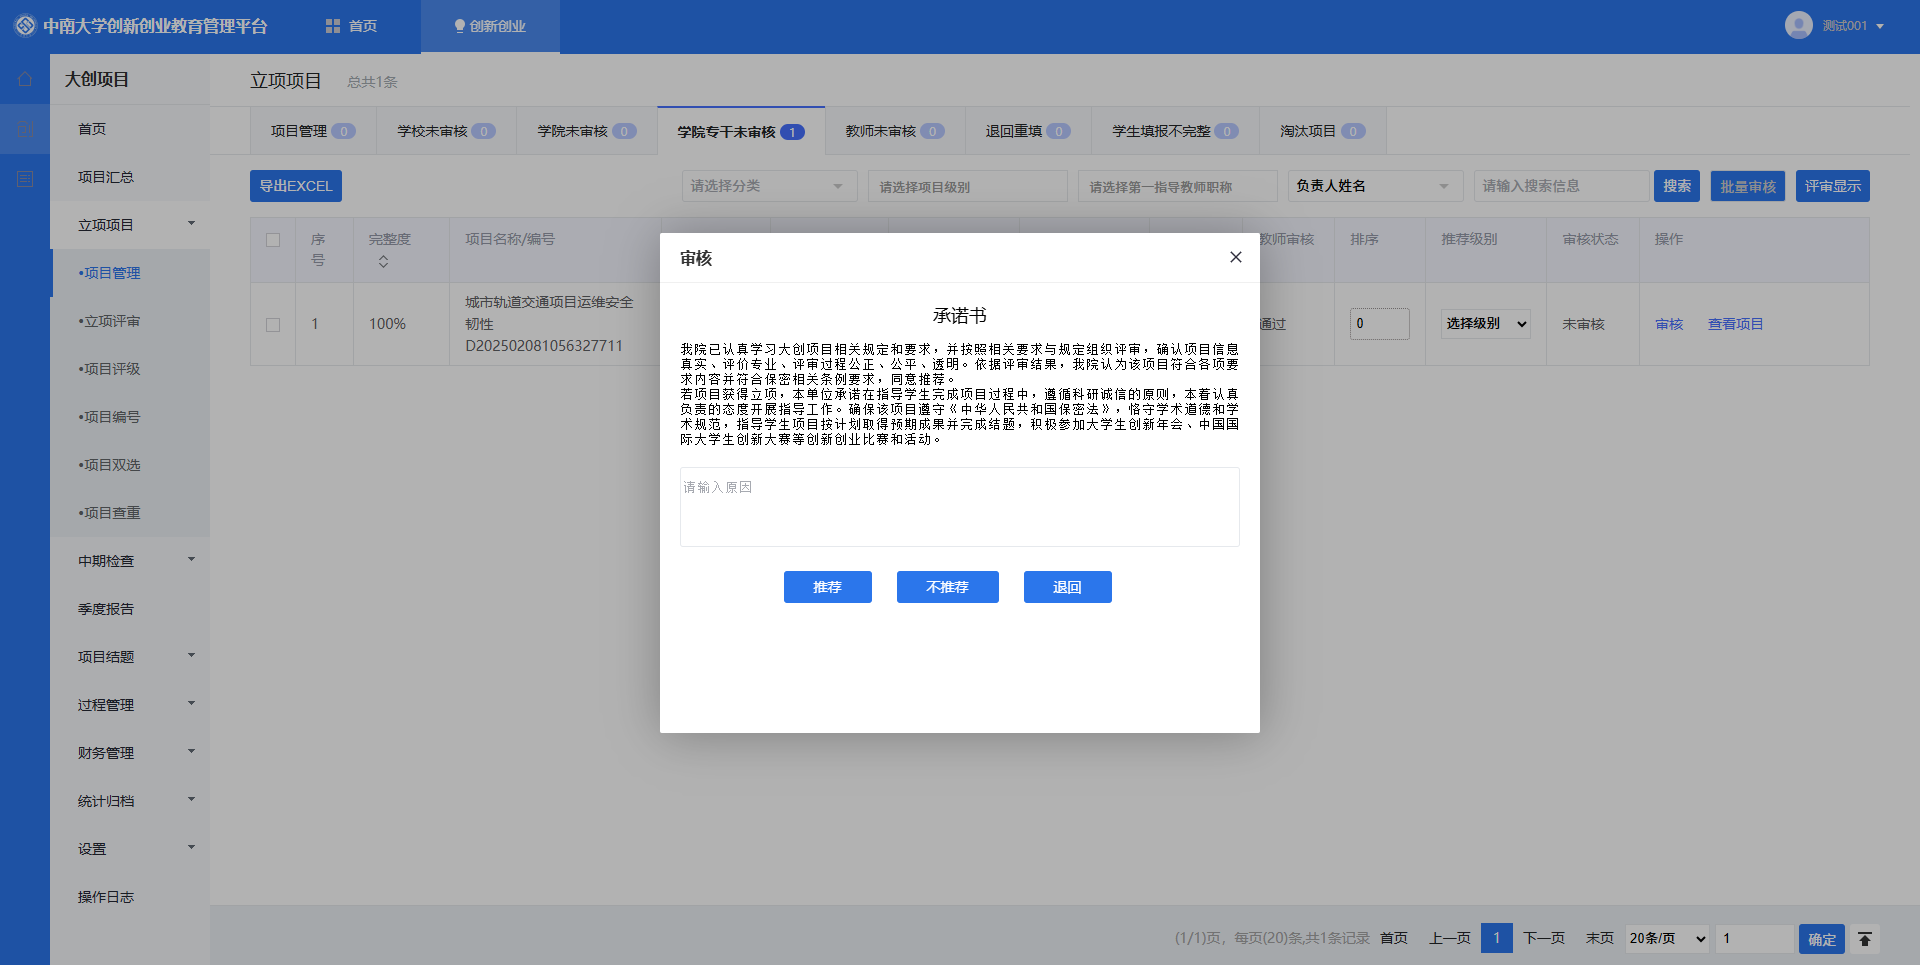 中南大学创新创业教育管理平台
首页
创新创业
测试001
大创项目
首页
项目汇总
立项项目
•项目管理
•立项评审
•项目评级
•项目编号
•项目双选
•项目查重
中期检查
季度报告
项目结题
过程管理
财务管理
统计归档
设置
操作日志
立项项目 总共1条
项目管理 0
学校未审核 0
学院未审核 0
学院专干未审核 1
教师未审核 0
退回重填 0
学生填报不完整 0
淘汰项目 0
导出EXCEL
请选择分类
请选择项目级别
请选择第一指导教师职称
负责人姓名
请输入搜索信息
搜索
批量审核
评审显示
序号
完整度
项目名称/编号
教师审核
排序
推荐级别
审核状态
操作
1
100%
城市轨道交通项目运维安全
韧性
D202502081056327711
通过
0
选择级别
未审核
审核
查看项目
审核
承诺书
我院已认真学习大创项目相关规定和要求，并按照相关要求与规定组织评审，确认项目信息
真实、评价专业、评审过程公正、公平、透明。依据评审结果，我院认为该项目符合各项要
求内容并符合保密相关条例要求，同意推荐。
若项目获得立项，本单位承诺在指导学生完成项目过程中，遵循科研诚信的原则，本着认真
负责的态度开展指导工作。确保该项目遵守《中华人民共和国保密法》，恪守学术道德和学
术规范，指导学生项目按计划取得预期成果并完成结题，积极参加大学生创新年会、中国国
际大学生创新大赛等创新创业比赛和活动。
请输入原因
推荐
不推荐
退回
(1/1)页，每页(20)条,共1条记录
首页
上一页
1
下一页
末页
20条/页
1
确定